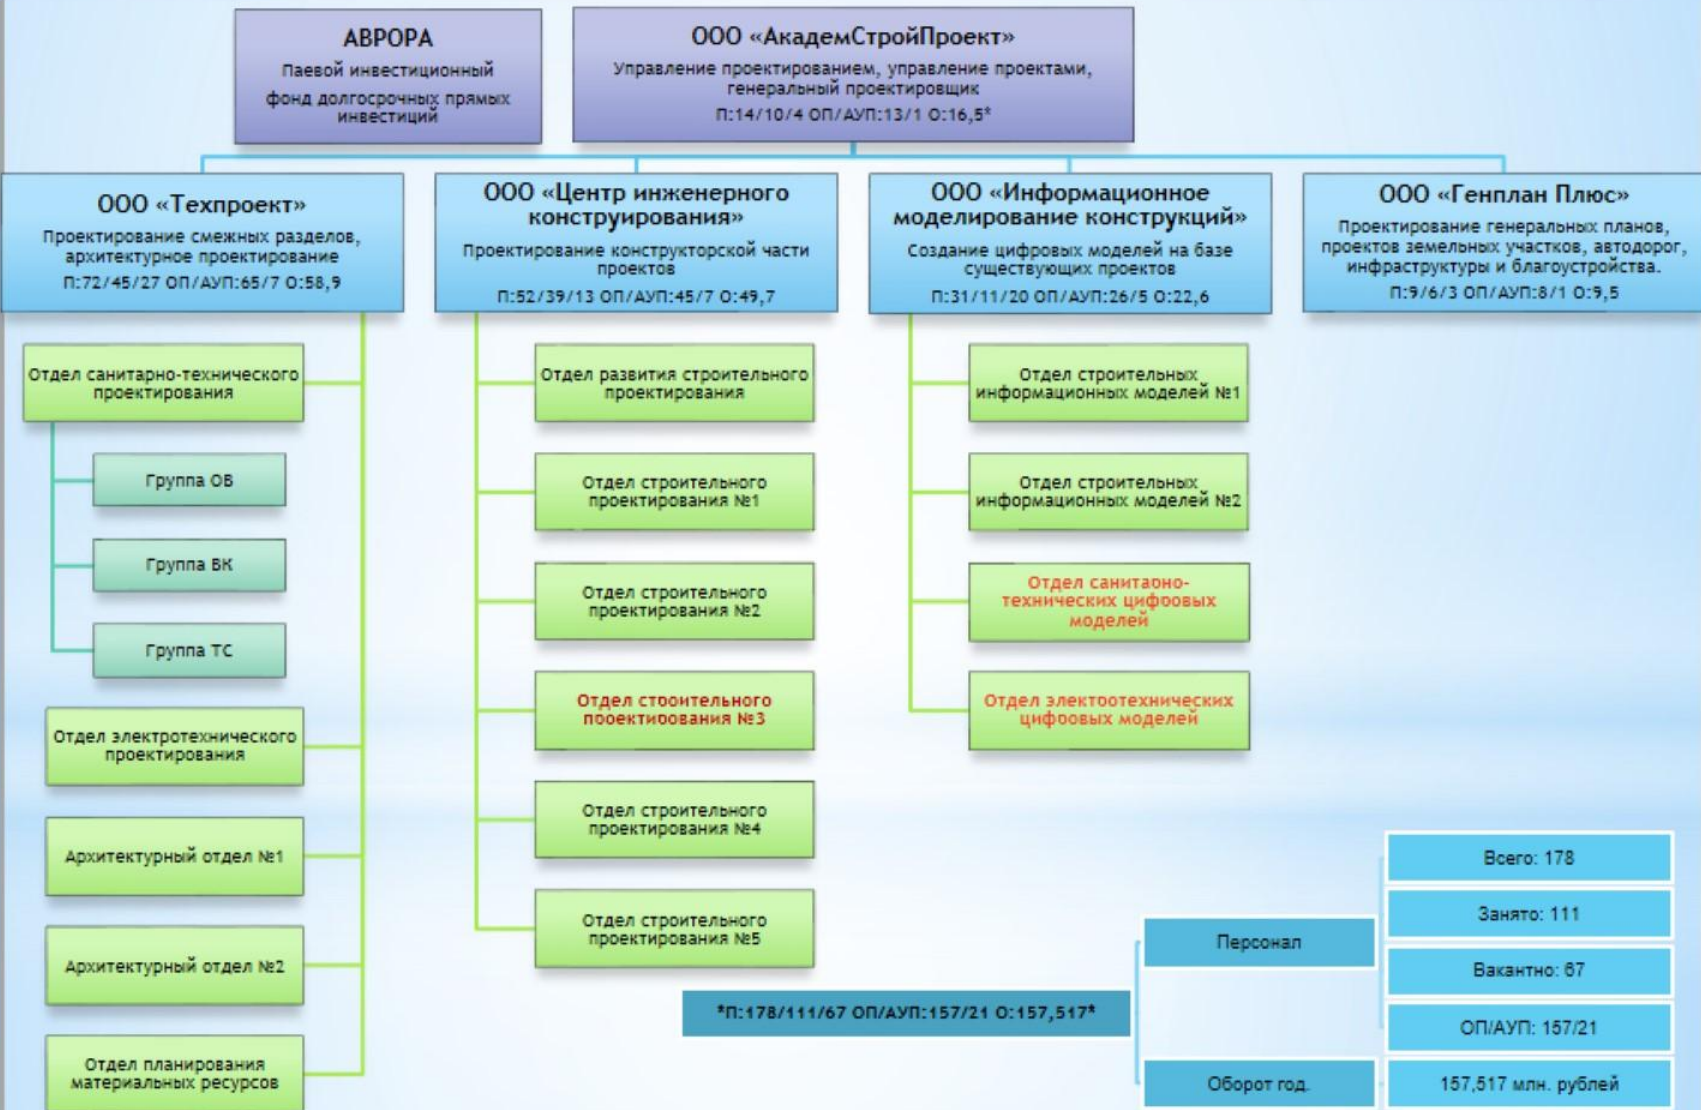 АВРОРА
Паевой инвестиционный
фонд долгосрочных прямых
инвестиций
ООО «АкадемСтройПроект»
Управление проектированием, управление проектами,
генеральный проектировщик
П:14/10/4 ОП/АУП:13/1 О:16,5*
ООО «Техпроект»
Проектирование смежных разделов,
архитектурное проектирование
П:72/45/27 ОП/АУП:65/7 О:58,9
ООО «Центр инженерного
конструирования»
Проектирование конструкторской части
проектов
П:52/39/13 ОП/АУП:45/7 О:49,7
ООО «Информационное
моделирование конструкций»
Создание цифровых моделей на базе
существующих проектов
П:31/11/20 ОП/АУП:26/5 О:22,6
ООО «Генплан Плюс»
Проектирование генеральных планов,
проектов земельных участков, автодорог,
инфраструктуры и благоустройства.
П:9/6/3 ОП/АУП:8/1 О:9,5
Отдел санитарно-технического
проектирования
Группа ОВ
Группа ВК
Группа ТС
Отдел электротехнического
проектирования
Архитектурный отдел №1
Архитектурный отдел №2
Отдел планирования
материальных ресурсов
Отдел развития строительного
проектирования
Отдел строительного
проектирования №1
Отдел строительного
проектирования №2
Отдел строительного
проектирования №3
Отдел строительного
проектирования №4
Отдел строительного
проектирования №5
Отдел строительных
информационных моделей №1
Отдел строительных
информационных моделей №2
Отдел санитарно-
технических цифровых
моделей
Отдел электротехнических
цифровых моделей
*П:178/111/67 ОП/АУП:157/21 О:157,517*
Персонал
Всего: 178
Занято: 111
Вакантно: 67
ОП/АУП: 157/21
Оборот год.
157,517 млн. рублей